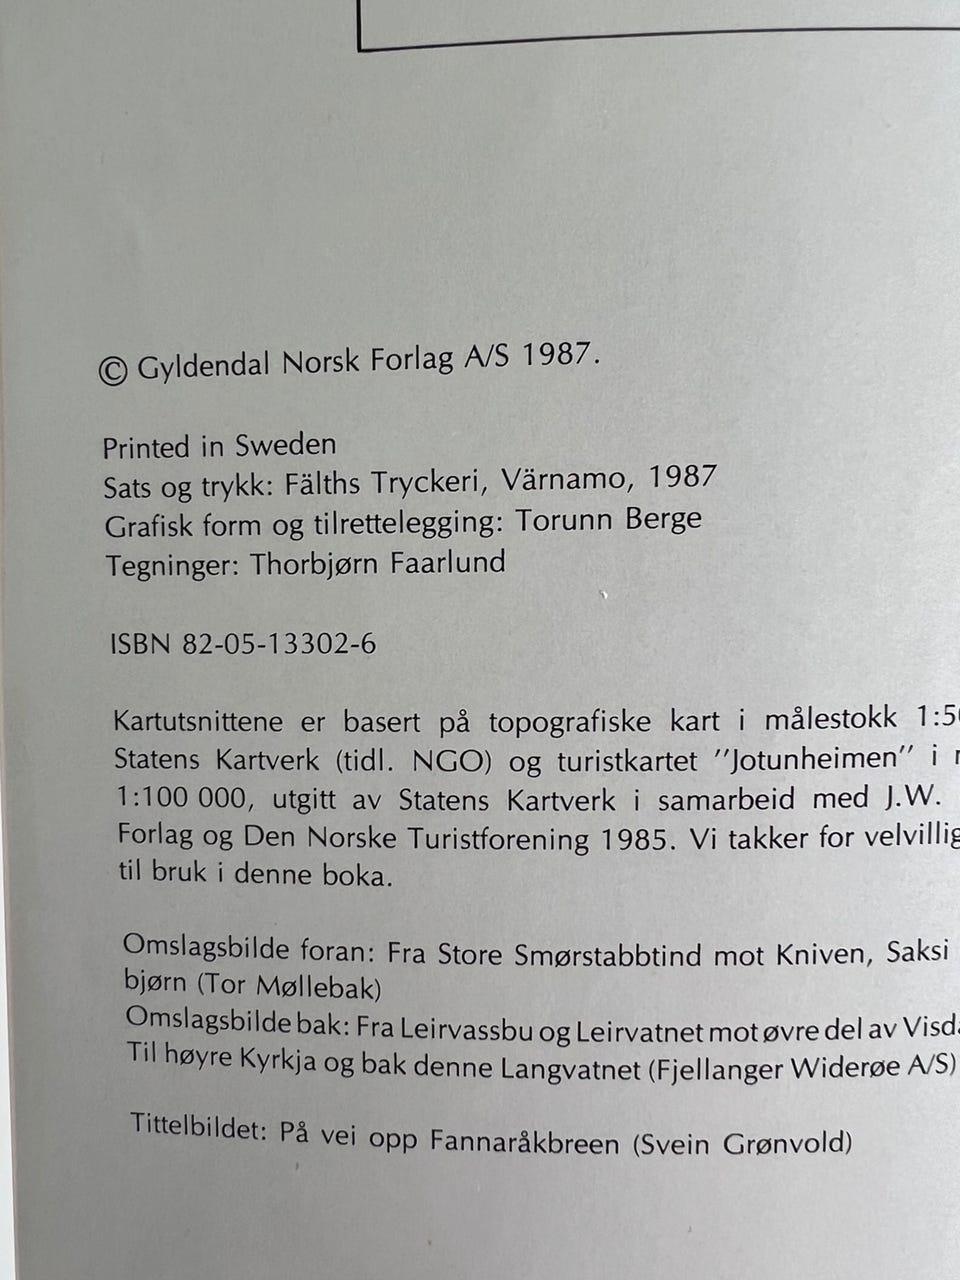 © Gyldendal Norsk Forlag A/S 1987.
Printed in Sweden
Sats og trykk: Fälths Tryckeri, Värnamo, 1987
Grafisk form og tilrettelegging: Torunn Berge
Tegninger: Thorbjørn Faarlund
ISBN 82-05-13302-6
Kartutsnittene er basert på topografiske kart i målestokk
Statens Kartverk (tidl. NGO) og turistkartet ’’Jotunheimen’’ i
1:100 000, utgitt av Statens Kartverk i samarbeid med J.W.
Forlag og Den Norske Turistforening 1985. Vi takker for
til bruk i denne boka.
Omslagsbilde foran: Fra Store Smørstabbtind mot Kniven, Saksi
bjørn (Tor Møllebak)
Omslagsbilde bak: Fra Leirvassbu og Leirvatnet mot øvre del av
Til høyre Kyrkja og bak denne Langvatnet (Fjellanger Widerøe A/S)
Tittelbildet: På vei opp Fannaråkbreen (Svein Grønvold)